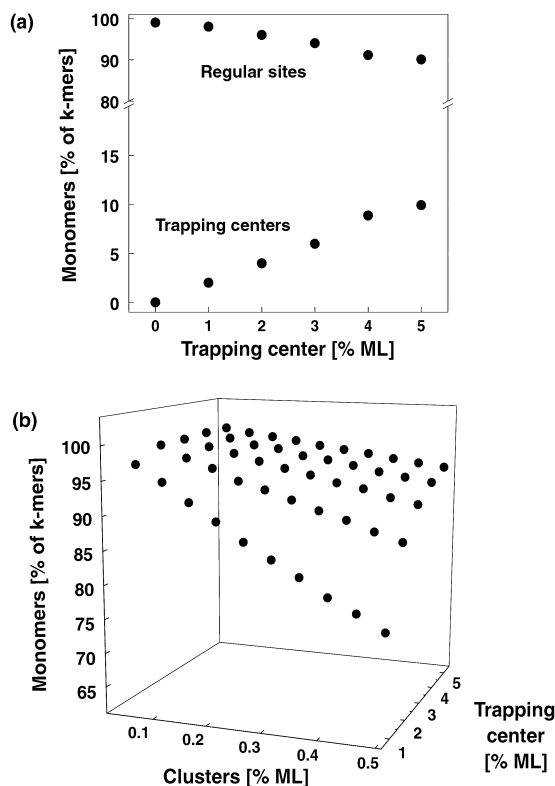 (a)
Monomers [% of k-mers]
100
90
80
Regular sites
15
10
5
0
Trapping centers
0 1 2 3 4 5
Trapping center [% ML]
(b)
Monomers [% of k-mers]
100
95
90
85
80
75
70
65
0.1 0.2 0.3 0.4 0.5
Clusters [% ML]
1 2 3 4 5
Trapping
center
[% ML]